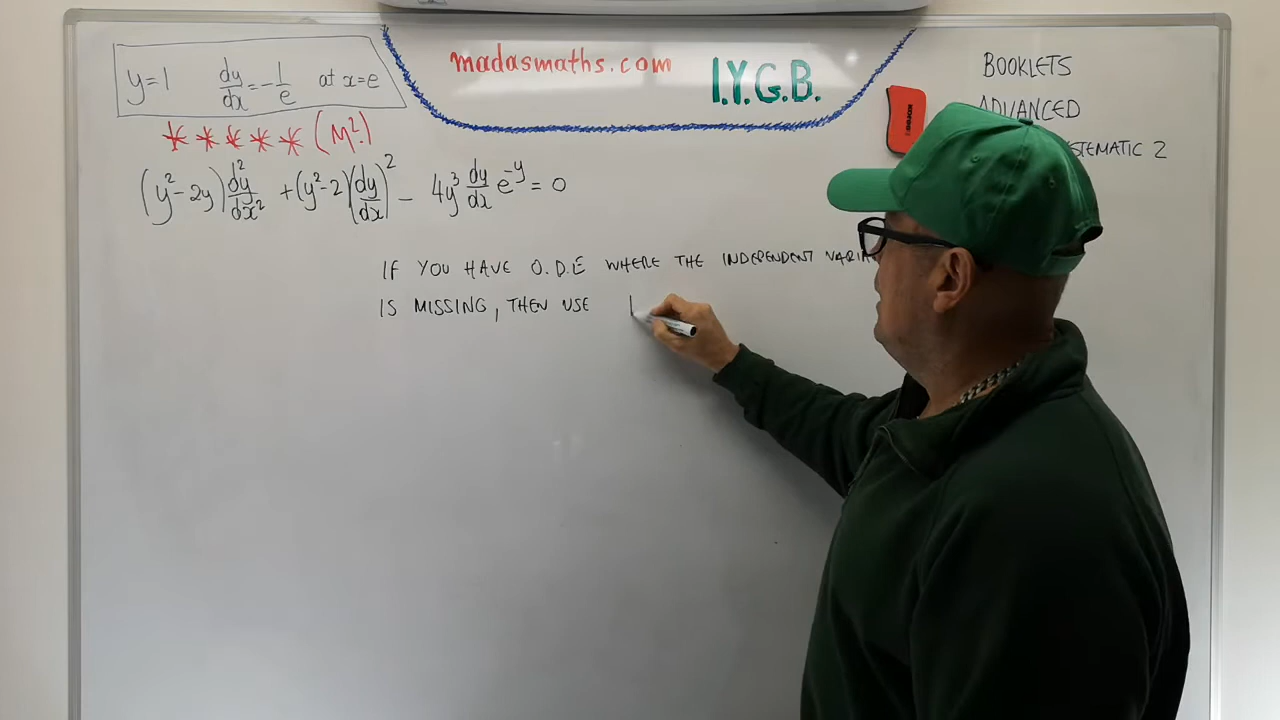 y=1 dy/dx=-1/e at x=e
madasmaths.com
I.Y.G.B.
BOOKLETS
ADVANCED
STEMATIC 2
***** (M²)
(y²-2y) d²y/dx² +(y²-2)(dy/dx)² - 4y³ dy/dx e^-y = 0
IF YOU HAVE O.D.E WHERE THE INDEPENDENT VARIA
IS MISSING, THEN USE